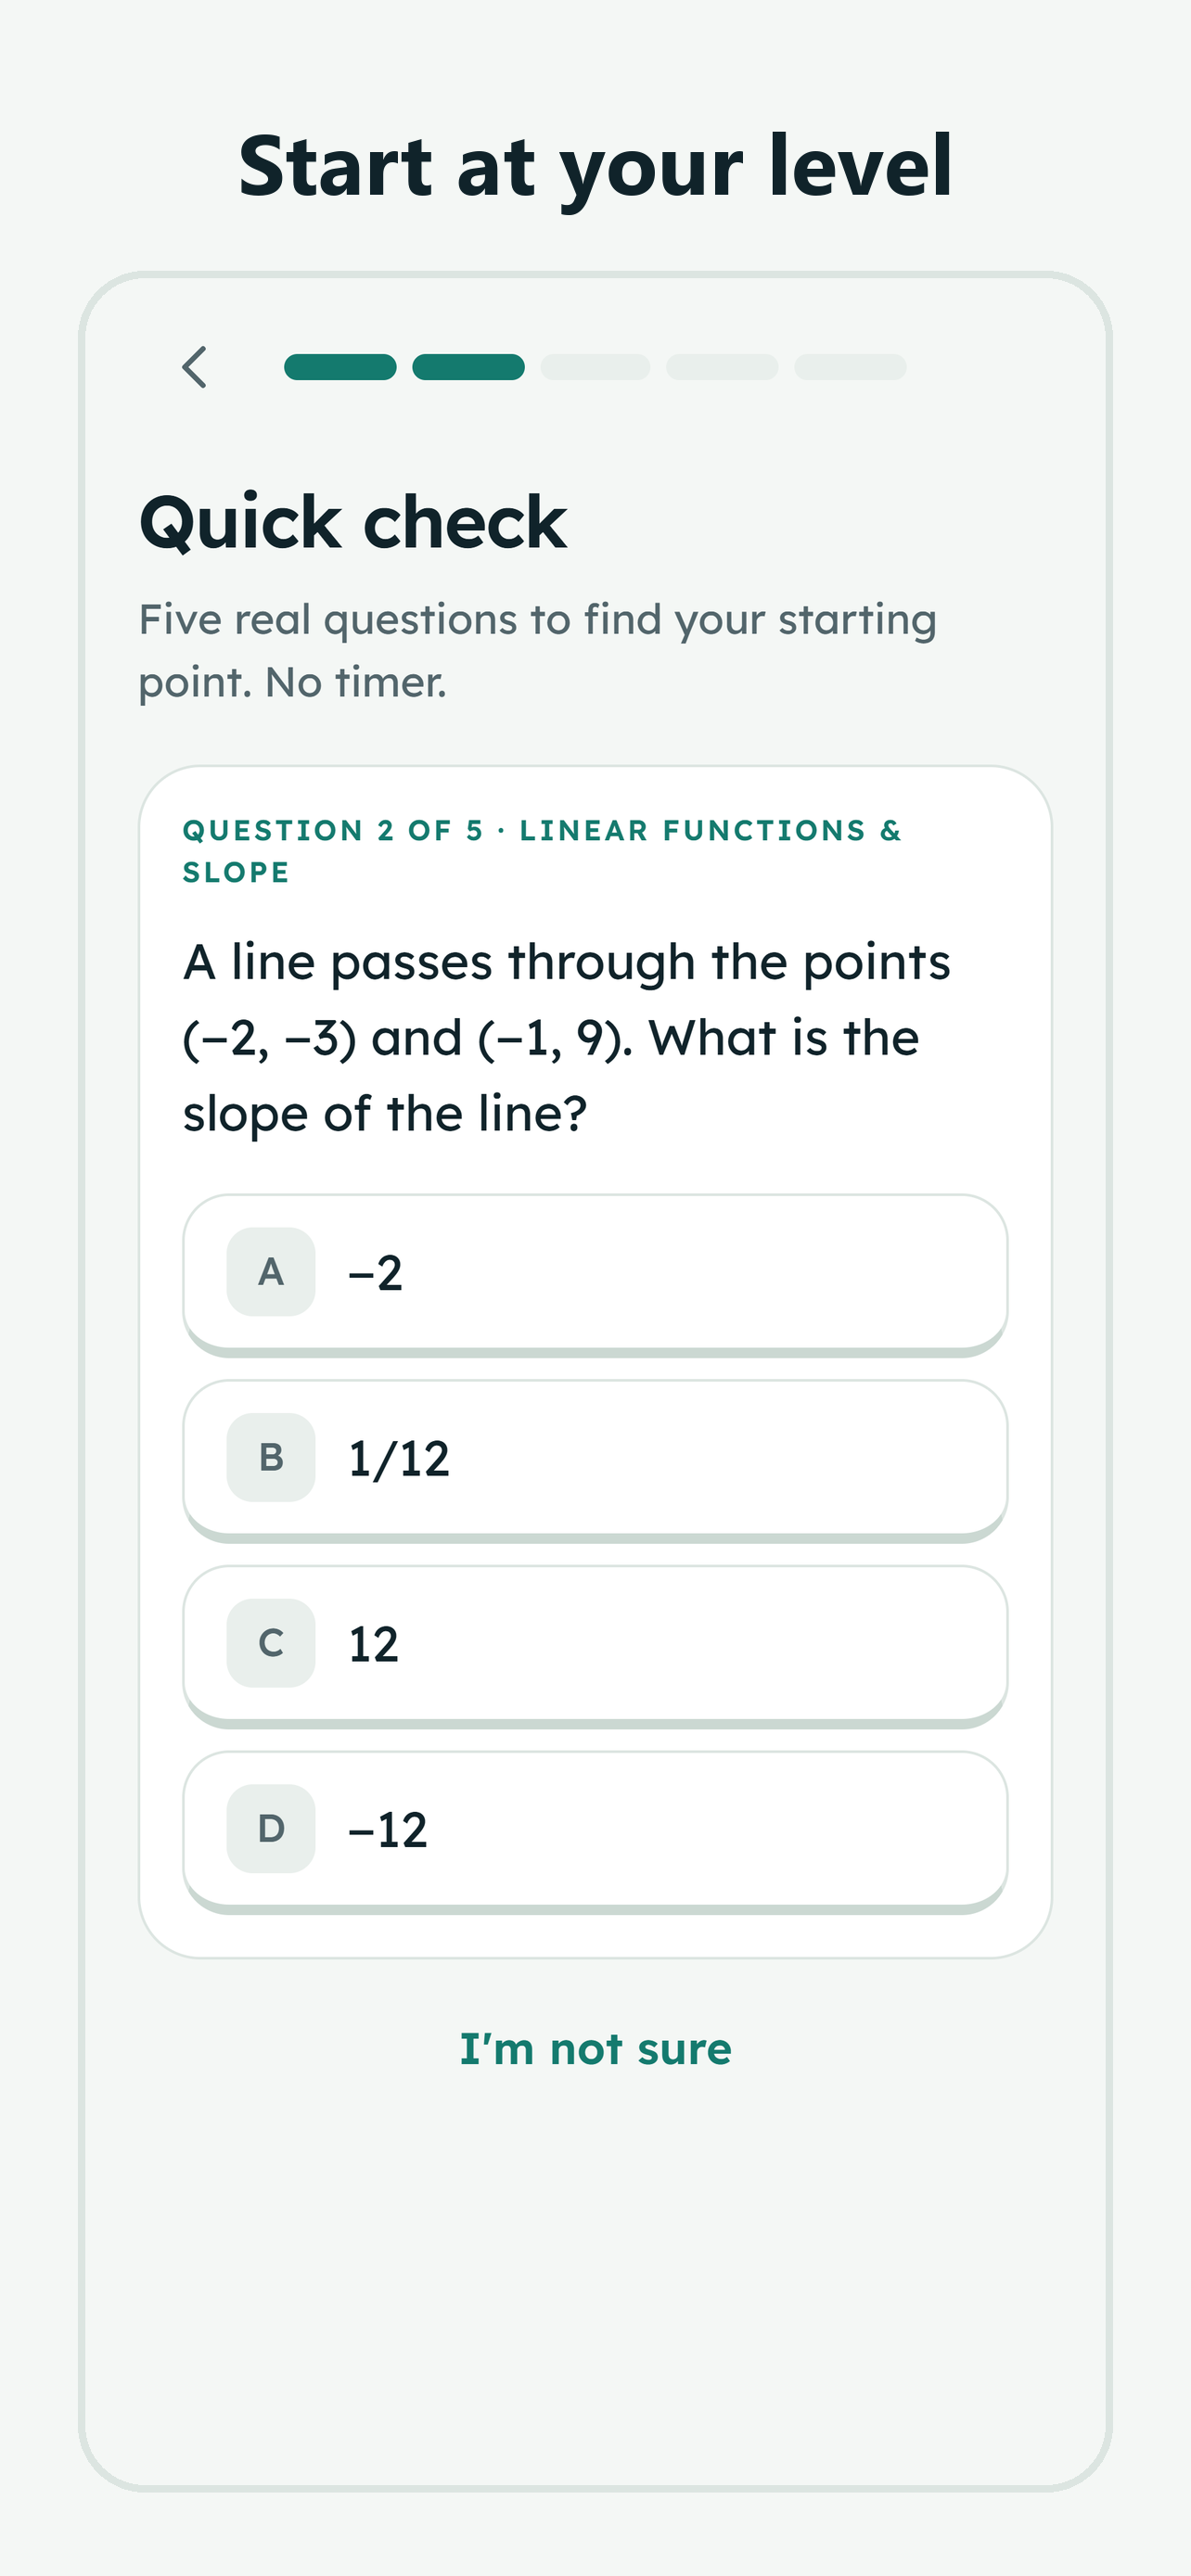 Start at your level
Quick check
Five real questions to find your starting
point. No timer.
QUESTION 2 OF 5 · LINEAR FUNCTIONS &
SLOPE
A line passes through the points
(−2, −3) and (−1, 9). What is the
slope of the line?
A −2
B 1/12
C 12
D −12
I'm not sure